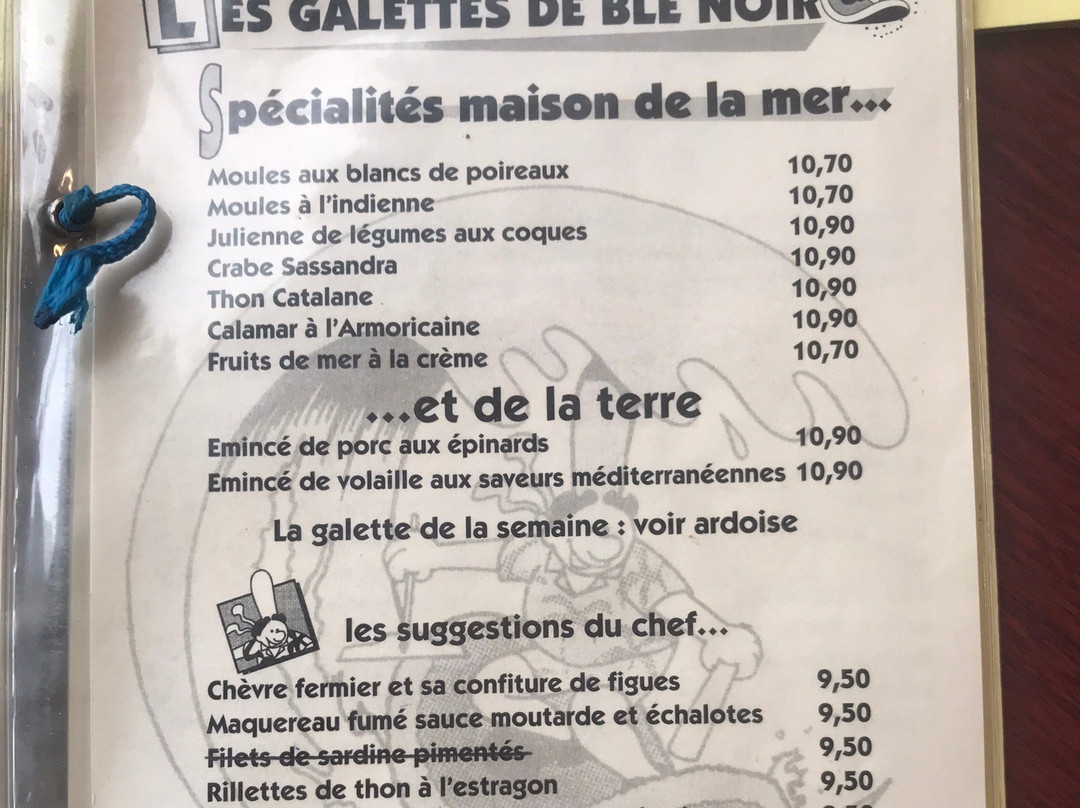 LES GALETTES DE BLÉ NOIR
Spécialités maison de la mer...
Moules aux blancs de poireaux 10,70
Moules à l'indienne 10,70
Julienne de légumes aux coques 10,90
Crabe Sassandra 10,90
Thon Catalane 10,90
Calamar à l'Armoricaine 10,90
Fruits de mer à la crème 10,70
...et de la terre
Emincé de porc aux épinards 10,90
Emincé de volaille aux saveurs méditerranéennes 10,90
La galette de la semaine : voir ardoise
les suggestions du chef...
Chèvre fermier et sa confiture de figues 9,50
Maquereau fumé sauce moutarde et échalotes 9,50
Filets de sardine pimentés 9,50
Rillettes de thon à l'estragon 9,50